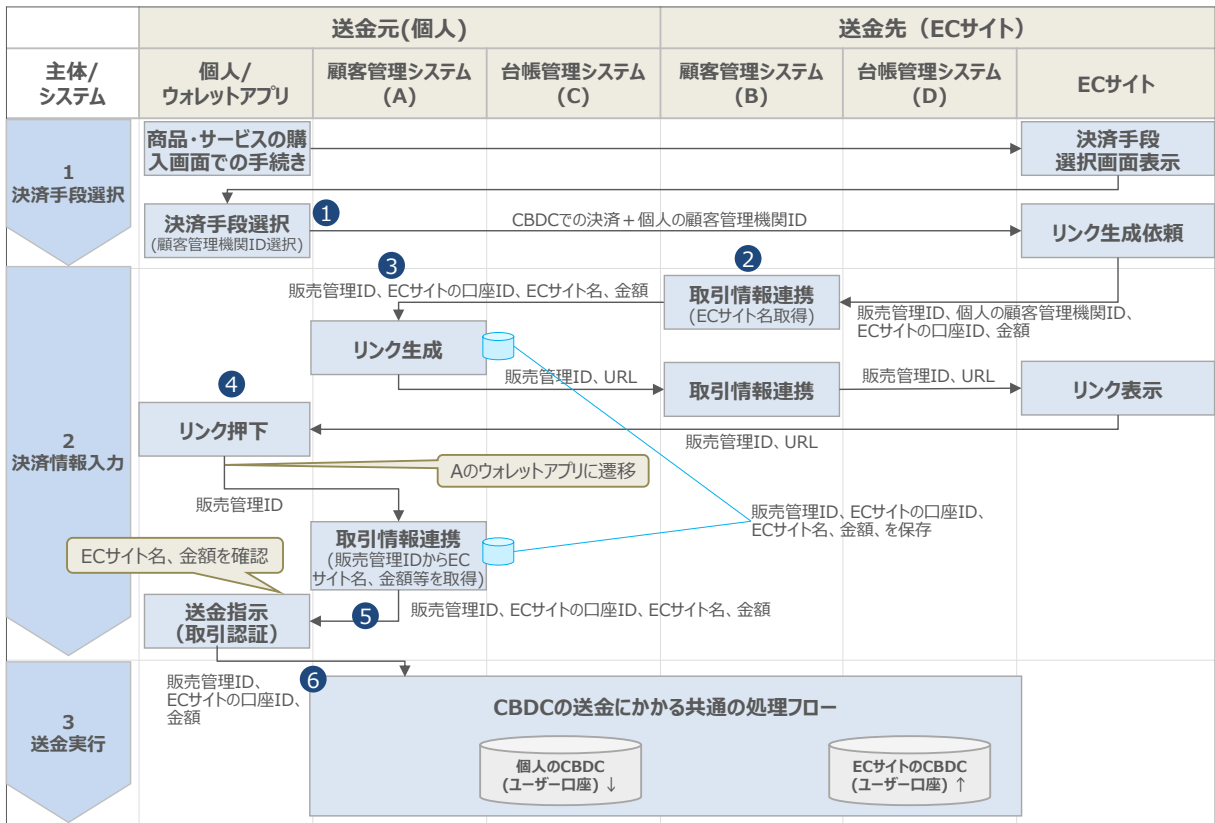 送金元(個人)
送金先（ECサイト）
主体/
システム
個人/
ウォレットアプリ
顧客管理システム
(A)
台帳管理システム
(C)
顧客管理システム
(B)
台帳管理システム
(D)
ECサイト
1
決済手段選択
商品・サービスの購
入画面での手続き
決済手段
選択画面表示
決済手段選択
(顧客管理機関ID選択)
1
CBDCでの決済＋個人の顧客管理機関ID
リンク生成依頼
2
決済情報入力
2
取引情報連携
(ECサイト名取得)
販売管理ID、個人の顧客管理機関ID、
ECサイトの口座ID、金額
3
販売管理ID、ECサイトの口座ID、ECサイト名、金額
リンク生成
販売管理ID、URL
取引情報連携
販売管理ID、URL
リンク表示
4
リンク押下
販売管理ID、URL
Aのウォレットアプリに遷移
販売管理ID
販売管理ID、ECサイトの口座ID、
ECサイト名、金額、を保存
取引情報連携
(販売管理IDからEC
サイト名、金額等を取得)
ECサイト名、金額を確認
5
販売管理ID、ECサイトの口座ID、ECサイト名、金額
送金指示
（取引認証）
3
送金実行
販売管理ID、
ECサイトの口座ID、
金額
6
CBDCの送金にかかる共通の処理フロー
個人のCBDC
(ユーザー口座) ↓
ECサイトのCBDC
(ユーザー口座) ↑